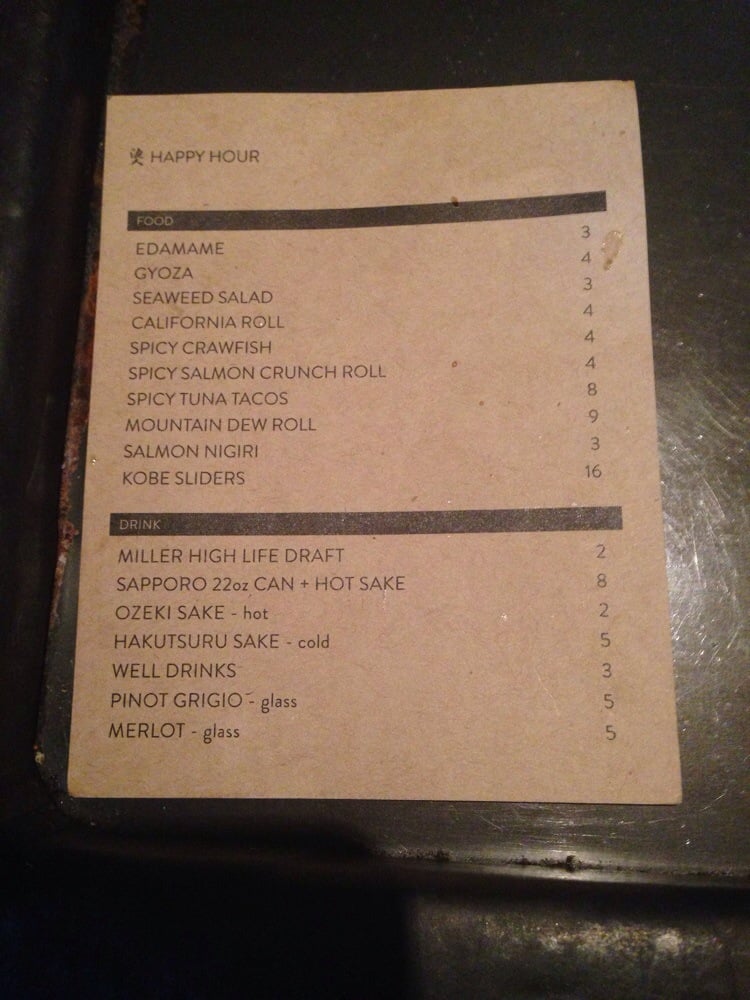 HAPPY HOUR
FOOD
EDAMAME 3
GYOZA 4
SEAWEED SALAD 3
CALIFORNIA ROLL 4
SPICY CRAWFISH 4
SPICY SALMON CRUNCH ROLL 4
SPICY TUNA TACOS 8
MOUNTAIN DEW ROLL 9
SALMON NIGIRI 3
KOBE SLIDERS 16
DRINK
MILLER HIGH LIFE DRAFT 2
SAPPORO 22oz CAN + HOT SAKE 8
OZEKI SAKE - hot 2
HAKUTSURU SAKE - cold 5
WELL DRINKS 3
PINOT GRIGIO - glass 5
MERLOT - glass 5